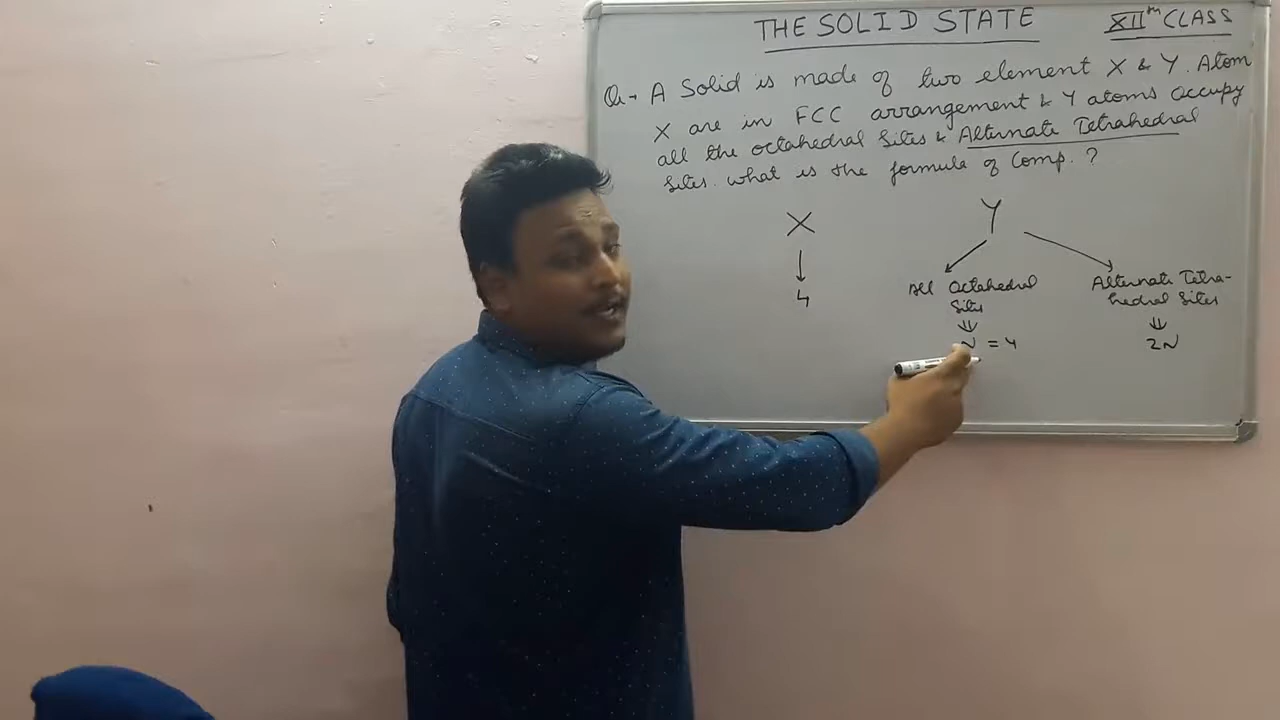 THE SOLID STATE
XIIth CLASS
Q → A Solid is made of two element X & Y. Atom
X are in FCC arrangement & Y atoms occupy
all the octahedral Sites & Alternate Tetrahedral
Sites. what is the formula of Comp. ?
X
Y
↓
4
All Octahedral
Sites
⇓
N = 4
Alternate Tetra-
hedral Sites
⇓
2N